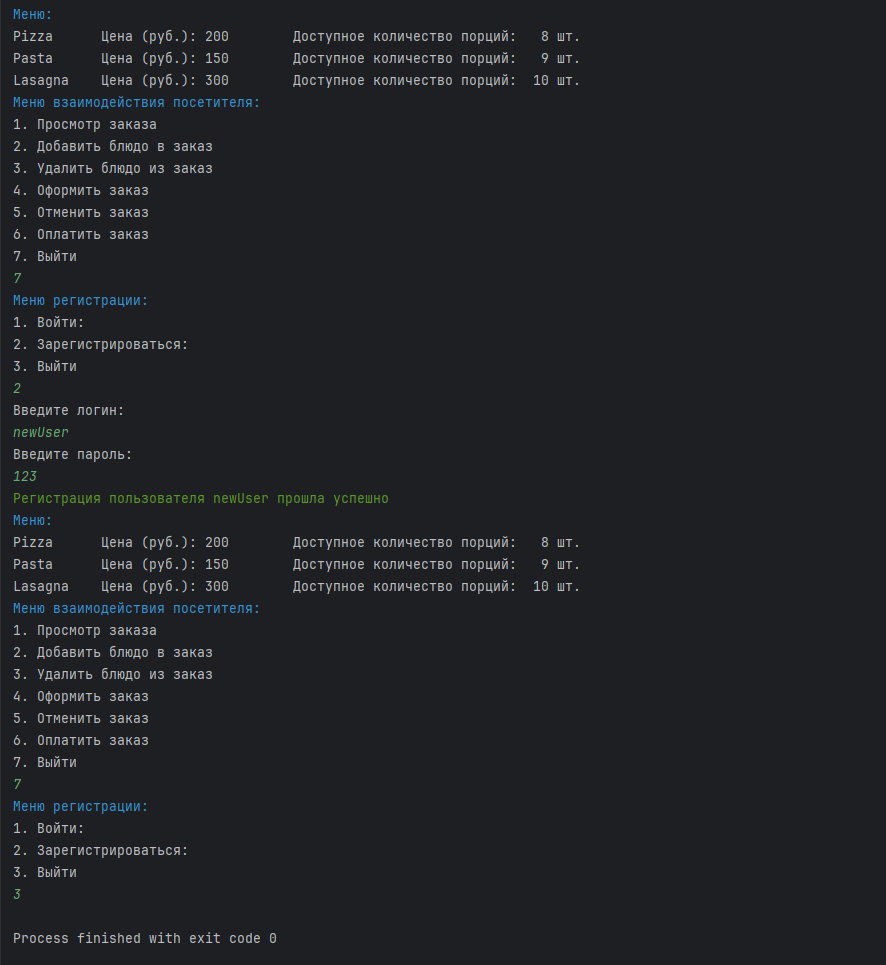 Меню:
Pizza      Цена (руб.): 200        Доступное количество порций:   8 шт.
Pasta      Цена (руб.): 150        Доступное количество порций:   9 шт.
Lasagna    Цена (руб.): 300        Доступное количество порций:  10 шт.
Меню взаимодействия посетителя:
1. Просмотр заказа
2. Добавить блюдо в заказ
3. Удалить блюдо из заказ
4. Оформить заказ
5. Отменить заказ
6. Оплатить заказ
7. Выйти
7
Меню регистрации:
1. Войти:
2. Зарегистрироваться:
3. Выйти
2
Введите логин:
newUser
Введите пароль:
123
Регистрация пользователя newUser прошла успешно
Меню:
Pizza      Цена (руб.): 200        Доступное количество порций:   8 шт.
Pasta      Цена (руб.): 150        Доступное количество порций:   9 шт.
Lasagna    Цена (руб.): 300        Доступное количество порций:  10 шт.
Меню взаимодействия посетителя:
1. Просмотр заказа
2. Добавить блюдо в заказ
3. Удалить блюдо из заказ
4. Оформить заказ
5. Отменить заказ
6. Оплатить заказ
7. Выйти
7
Меню регистрации:
1. Войти:
2. Зарегистрироваться:
3. Выйти
3
Process finished with exit code 0